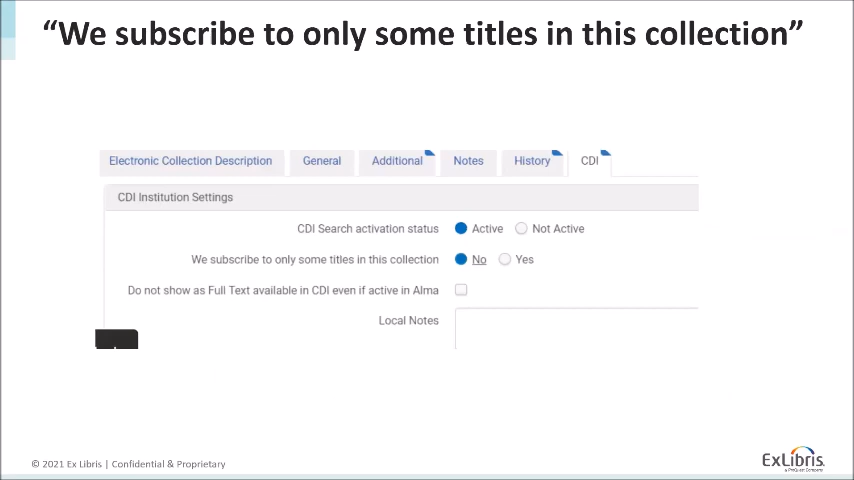 “We subscribe to only some titles in this collection”
Electronic Collection Description General Additional Notes History CDI
CDI Institution Settings
CDI Search activation status Active Not Active
We subscribe to only some titles in this collection No Yes
Do not show as Full Text available in CDI even if active in Alma
Local Notes
© 2021 Ex Libris | Confidential & Proprietary
ExLibris
a ProQuest Company